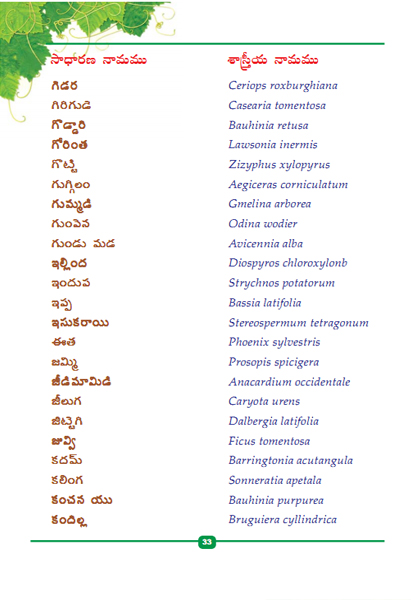 సాధారణ నామము శాస్త్రీయ నామము
గిడర Ceriops roxburghiana
గిరిగుడి Casearia tomentosa
గొడ్డారి Bauhinia retusa
గోరింత Lawsonia inermis
గొట్టి Zizyphus xylopyrus
గుగ్గిలం Aegiceras corniculatum
గుమ్మడి Gmelina arborea
గుంపెన Odina wodier
గుండు మడ Avicennia alba
ఇల్లింద Diospyros chloroxylonb
ఇందుప Strychnos potatorum
ఇప్ప Bassia latifolia
ఇసుకరాయి Stereospermum tetragonum
ఈత Phoenix sylvestris
జమ్మి Prosopis spicigera
జీడిమామిడి Anacardium occidentale
జీలుగ Caryota urens
జిట్టెగి Dalbergia latifolia
జువ్వి Ficus tomentosa
కదమ్ Barringtonia acutangula
కలింగ Sonneratia apetala
కంచన యు Bauhinia purpurea
కందిల్ల Bruguiera cyllindrica
33